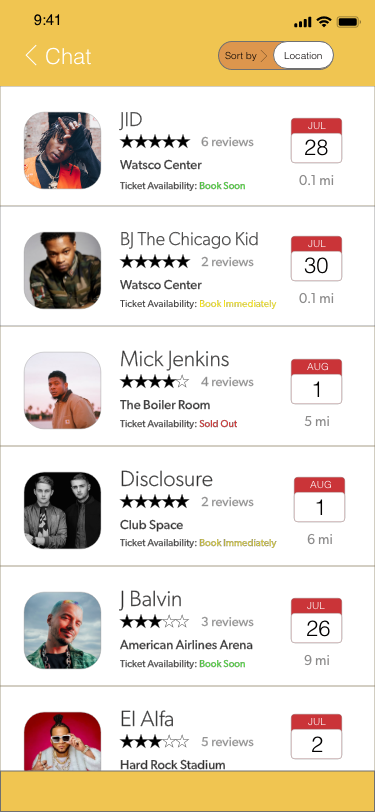 9:41
Chat
Sort by
Location
JID
6 reviews
Watsco Center
Ticket Availability: Book Soon
JUL
28
0.1 mi
BJ The Chicago Kid
2 reviews
Watsco Center
Ticket Availability: Book Immediately
JUL
30
0.1 mi
Mick Jenkins
4 reviews
The Boiler Room
Ticket Availability: Sold Out
AUG
1
5 mi
Disclosure
2 reviews
Club Space
Ticket Availability: Book Immediately
AUG
1
6 mi
J Balvin
3 reviews
American Airlines Arena
Ticket Availability: Book Soon
JUL
26
9 mi
El Alfa
5 reviews
Hard Rock Stadium
JUL
2